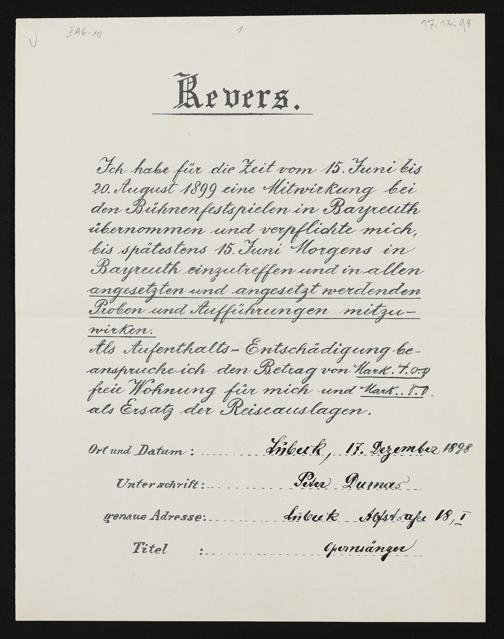 17.12.98
1
Revers.
Ich habe für die Zeit vom 15. Juni bis
20. August 1899 eine Mitwirkung bei
den Bühnenfestspielen in Bayreuth
übernommen und verpflichte mich,
bis spätestens 15. Juni Morgens in
Bayreuth einzutreffen und in allen
angesetzten und angesetzt werdenden
Proben und Aufführungen mitzu-
wirken.
Als Aufenthalts-Entschädigung be-
anspruche ich den Betrag von Mark.
freie Wohnung für mich und Mark..
als Ersatz der Reiseauslagen.
Ort und Datum: Lübeck, 17. Dezember 1898
Unterschrift: Peter Dumas
genaue Adresse: Lübeck 18, I
Titel : Opernsänger